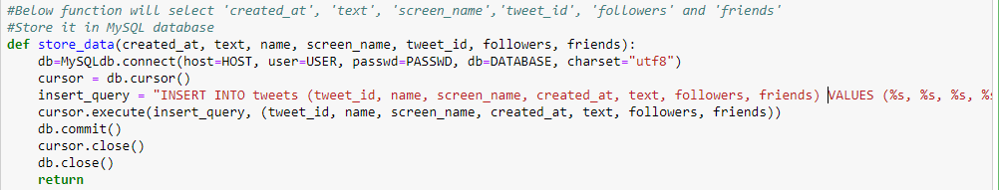 #Below function will select 'created_at', 'text', 'screen_name','tweet_id', 'followers' and 'friends'
#Store it in MySQL database
def store_data(created_at, text, name, screen_name, tweet_id, followers, friends):
    db=MySQLdb.connect(host=HOST, user=USER, passwd=PASSWD, db=DATABASE, charset="utf8")
    cursor = db.cursor()
    insert_query = "INSERT INTO tweets (tweet_id, name, screen_name, created_at, text, followers, friends) VALUES (%s, %s, %s, %s
    cursor.execute(insert_query, (tweet_id, name, screen_name, created_at, text, followers, friends))
    db.commit()
    cursor.close()
    db.close()
    return